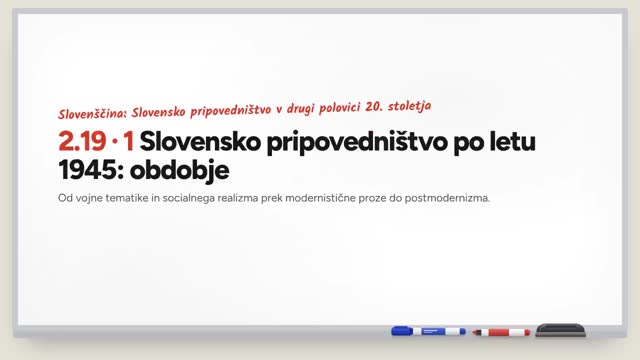 Slovenščina: Slovensko pripovedništvo v drugi polovici 20. stoletja
2.19 · 1 Slovensko pripovedništvo po letu
1945: obdobje
Od vojne tematike in socialnega realizma prek modernistične proze do postmodernizma.